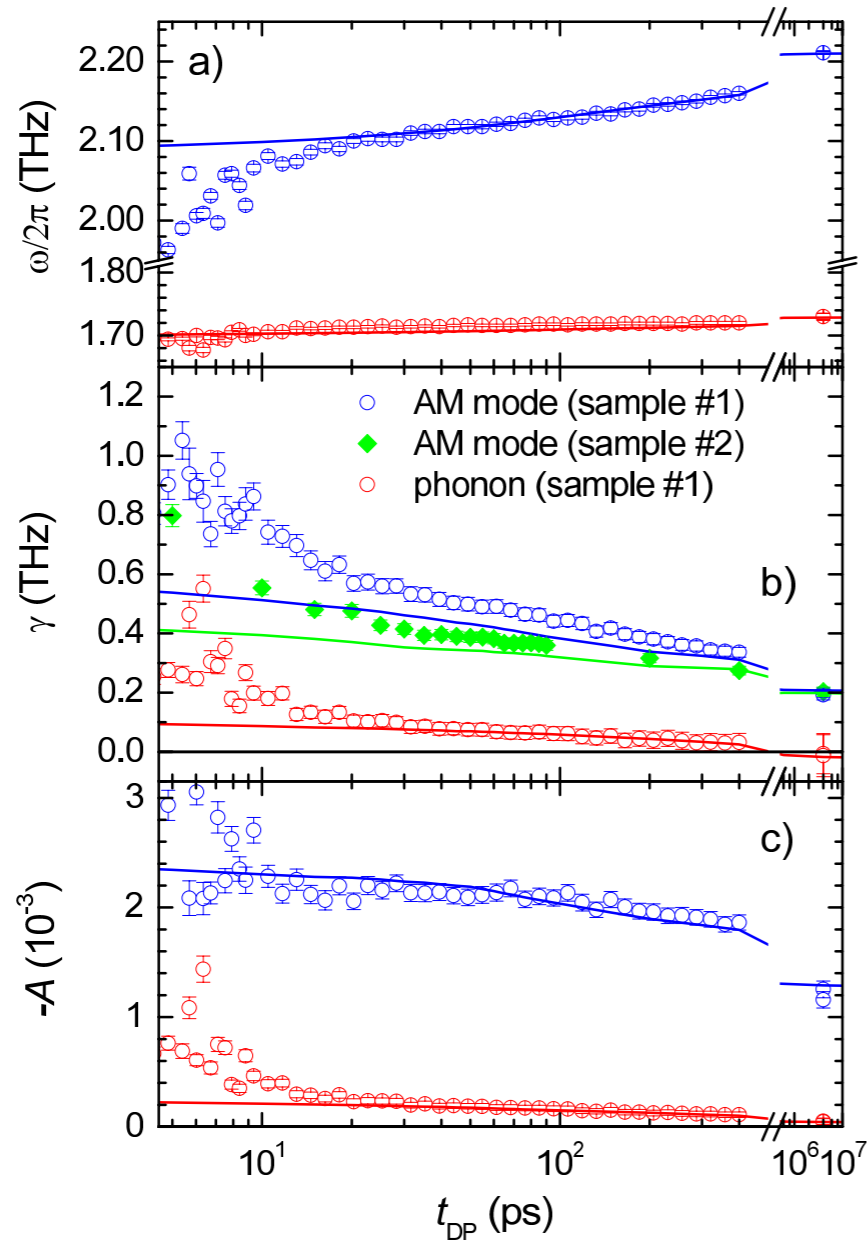 a)
2.20
2.10
2.00
1.80
1.70
ω/2π (THz)
AM mode (sample #1)
AM mode (sample #2)
phonon (sample #1)
b)
1.2
1.0
0.8
0.6
0.4
0.2
0.0
γ (THz)
c)
3
2
1
0
-A (10⁻³)
10¹ 10² 10⁶ 10⁷
t_DP (ps)